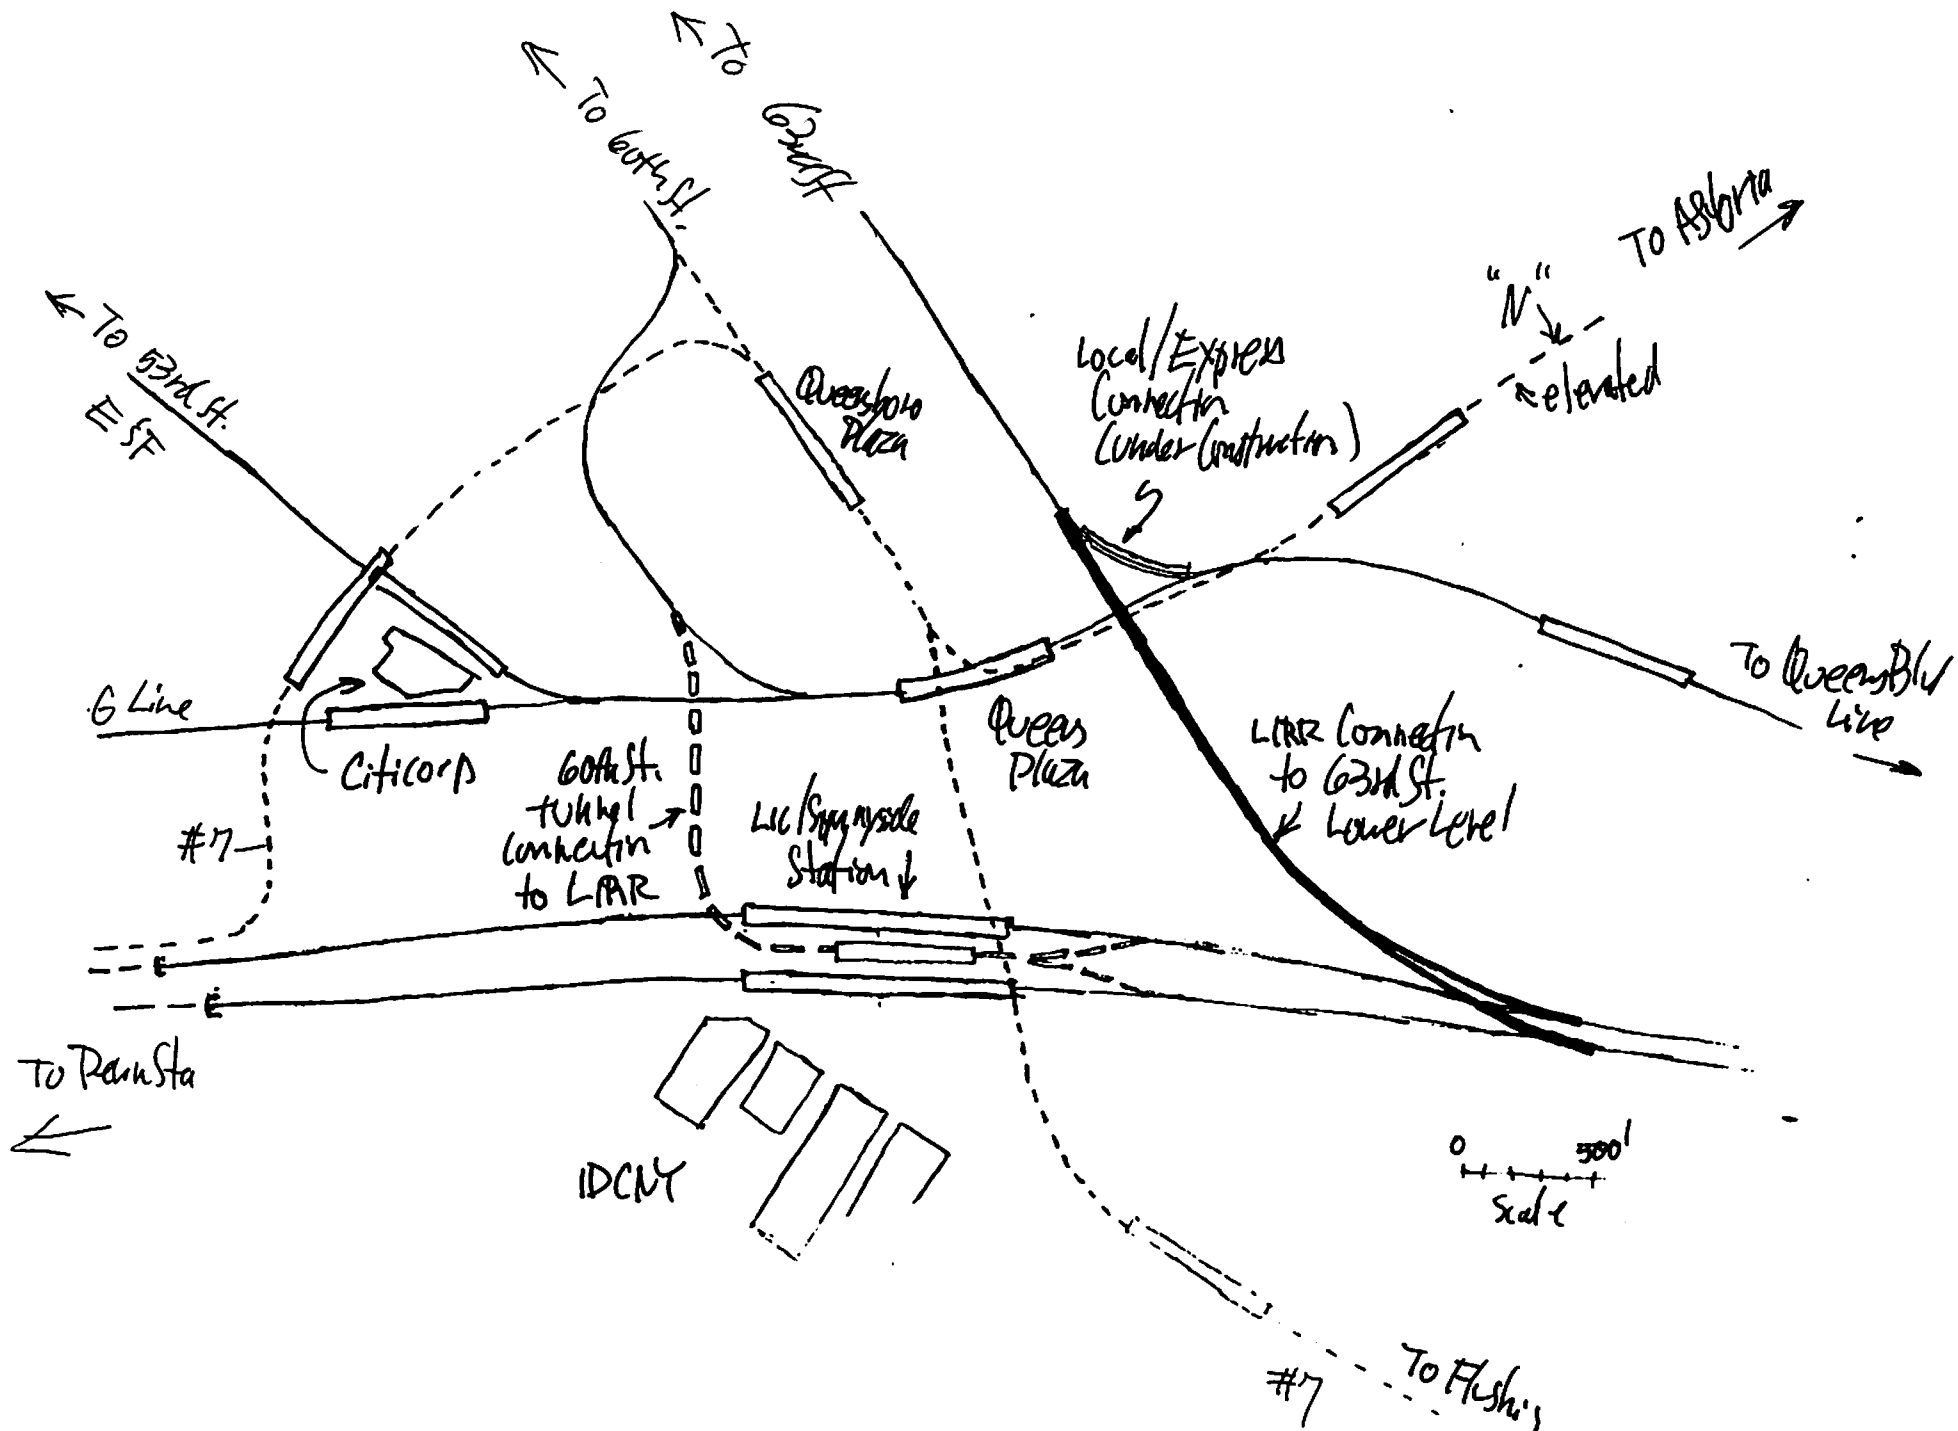 To
63rd St
To 60th St.
To Astoria
"N"
elevated
To 53rd St.
E & F
Local/Express
Connection
(under Construction)
Queensboro
Plaza
To Queens Blvd
Line
G Line
Citicorp
Queens
Plaza
60th St.
tunnel
connection
to LIRR
LIC/Sunnyside
Station
LIRR Connection
to 63rd St.
Lower Level
#7
To Penn Sta
IDCNY
0 500'
Scale
#7
To Flushing